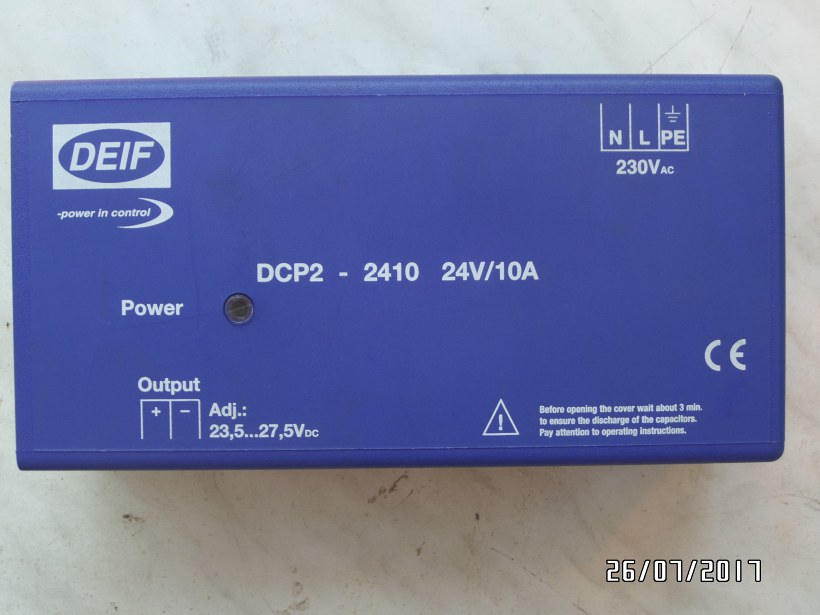 DEIF
-power in control
N L PE
230VAC
DCP2 - 2410 24V/10A
Power
Output
+ -
Adj.:
23,5...27,5VDC
Before opening the cover wait about 3 min.
to ensure the discharge of the capacitors.
Pay attention to operating instructions.
CE
26/07/2017